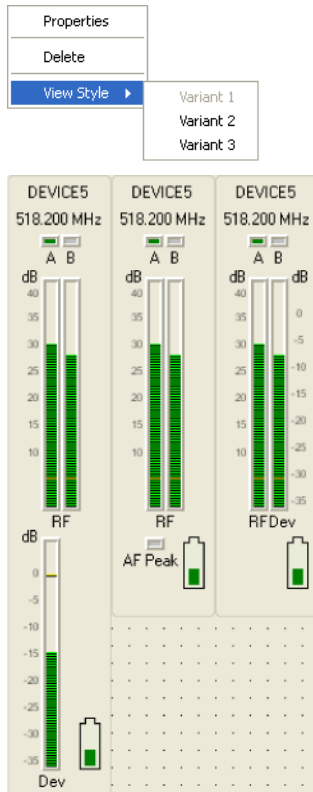 Properties
Delete
View Style
Variant 1
Variant 2
Variant 3
DEVICE5 DEVICE5 DEVICE5
518.200 MHz 518.200 MHz 518.200 MHz
A B A B A B
dB dB dB dB
40 40 40
35 35 35 0
30 30 30 -5
25 25 25 -10
20 20 20 -15
15 15 15 -20
10 10 10 -25
-30
-35
RF RF RFDev
dB
AF Peak
0
-5
-10
-15
-20
-25
-30
-35
Dev